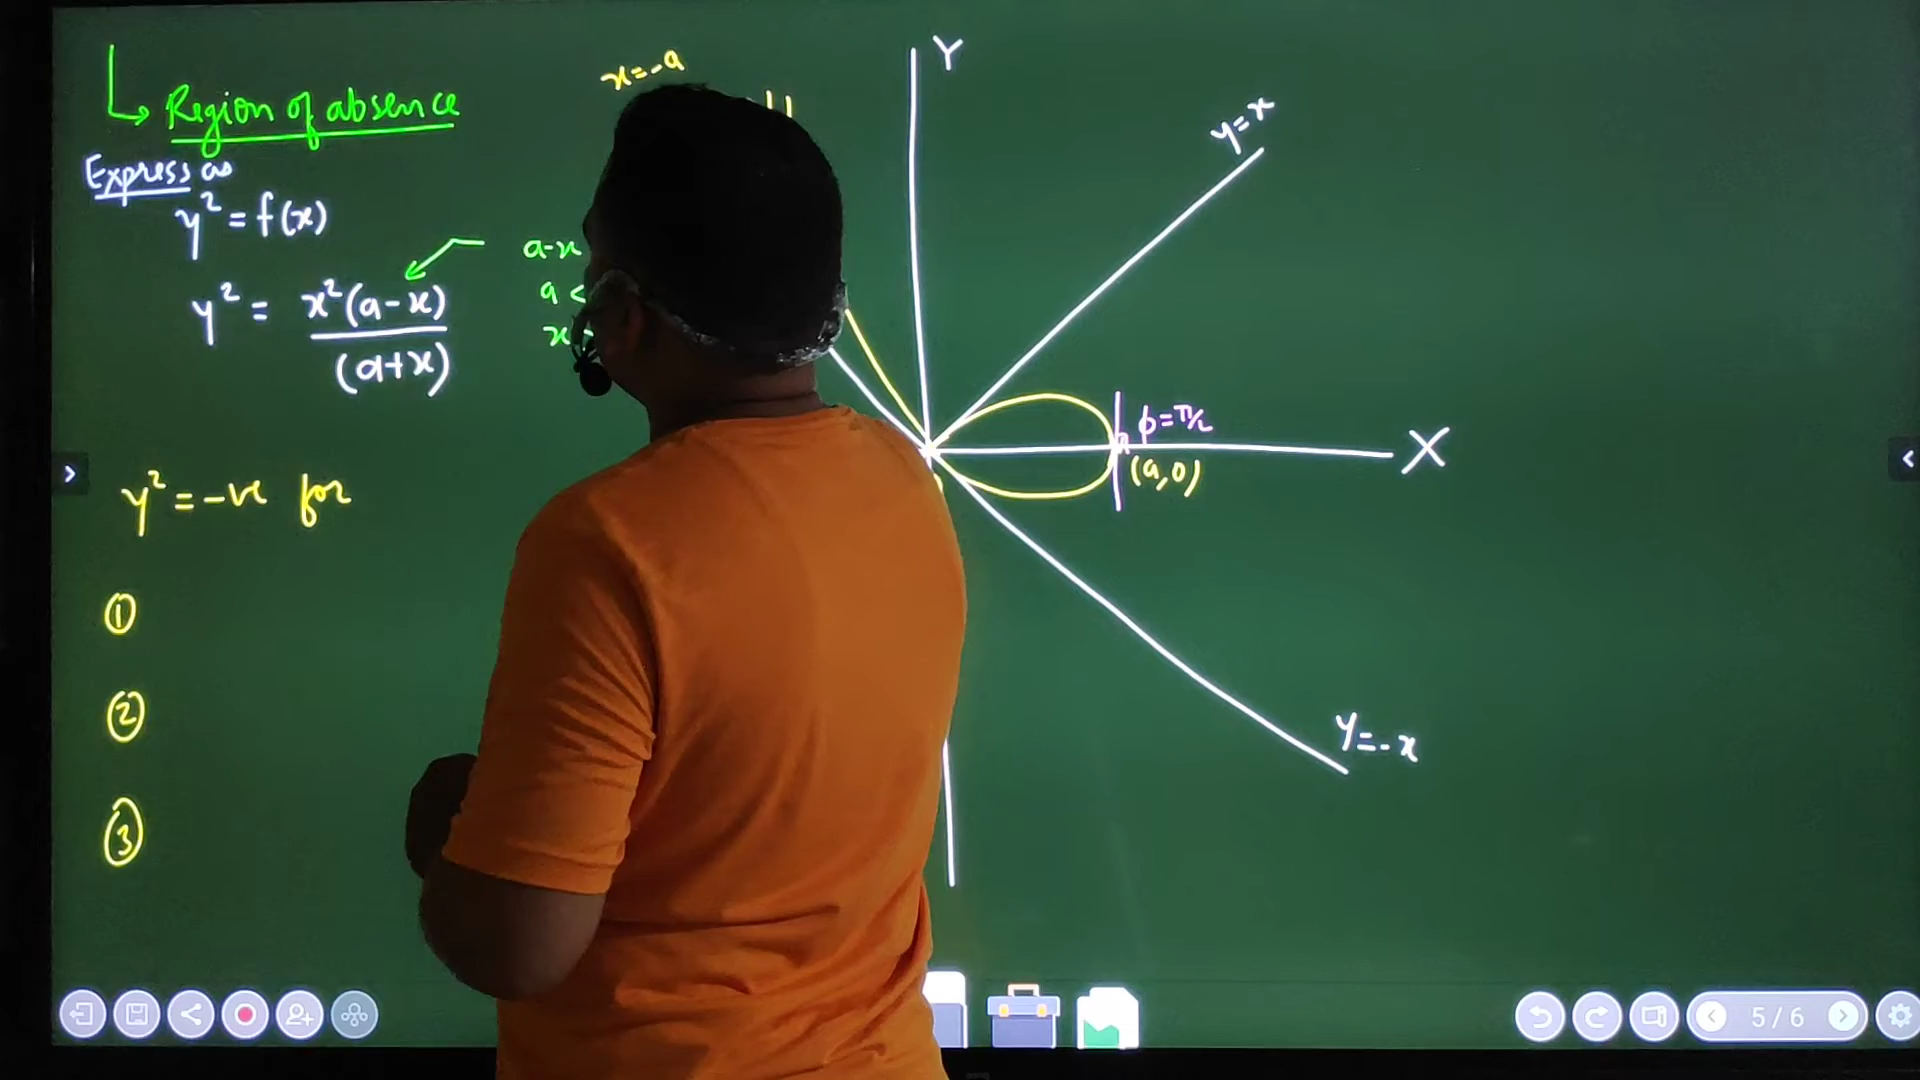 Region of absence
Express as
y² = f(x)
y² = x²(a-x)
(a+x)
a-x
a <
x
y² = -ve for
①
②
③
x=-a
Y
y=x
ϕ=π/2
(a,0)
X
y=-x
5 / 6